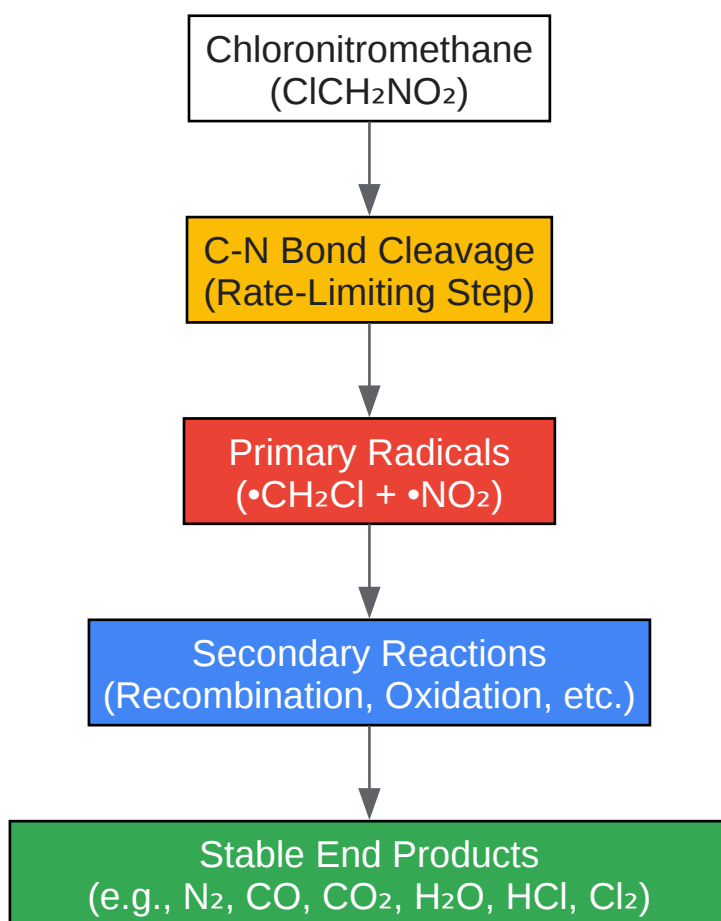 Chloronitromethane
(ClCH₂NO₂)
C-N Bond Cleavage
(Rate-Limiting Step)
Primary Radicals
(•CH₂Cl + •NO₂)
Secondary Reactions
(Recombination, Oxidation, etc.)
Stable End Products
(e.g., N₂, CO, CO₂, H₂O, HCl, Cl₂)